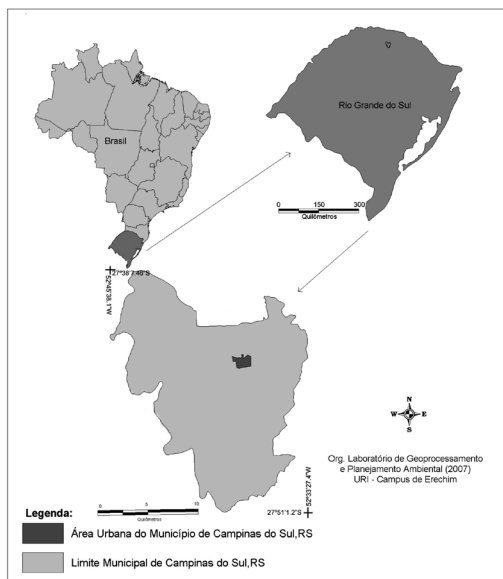 Brasil
Rio Grande do Sul
0 150 300
Quilômetros
27°38'7.46"S
52°45'38.1"W
N
W E
S
Org. Laboratório de Geoprocessamento
e Planejamento Ambiental (2007)
URI - Campus de Erechim
52°33'27.4"W
27°51'1.2"S
Legenda:
0 5 10
Quilômetros
Área Urbana do Município de Campinas do Sul,RS
Limite Municipal de Campinas do Sul,RS